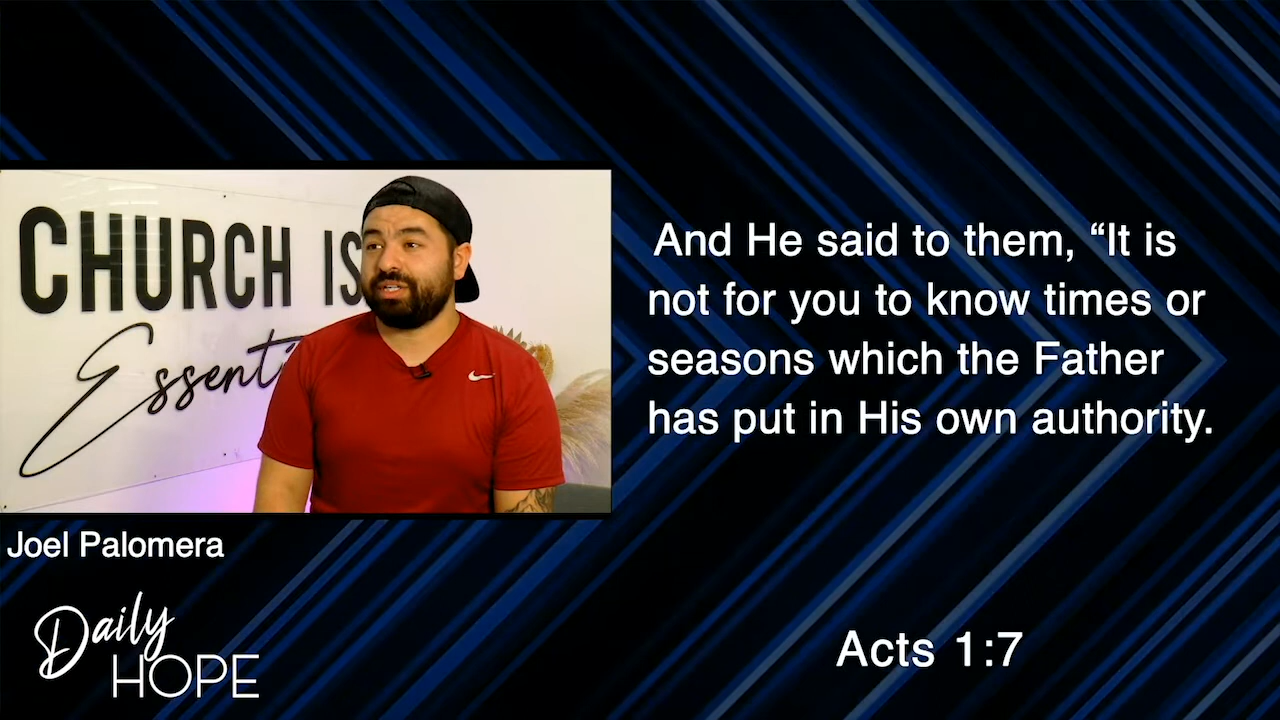 CHURCH IS
Essenti
Joel Palomera
Daily
HOPE
And He said to them, “It is
not for you to know times or
seasons which the Father
has put in His own authority.
Acts 1:7